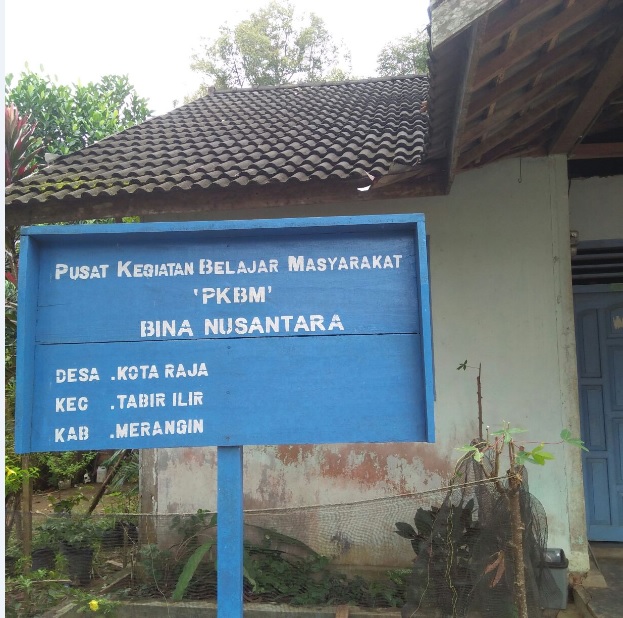 PUSAT KEGIATAN BELAJAR MASYARAKAT
'PKBM'
BINA NUSANTARA
DESA .KOTA RAJA
KEC .TABIR ILIR
KAB .MERANGIN